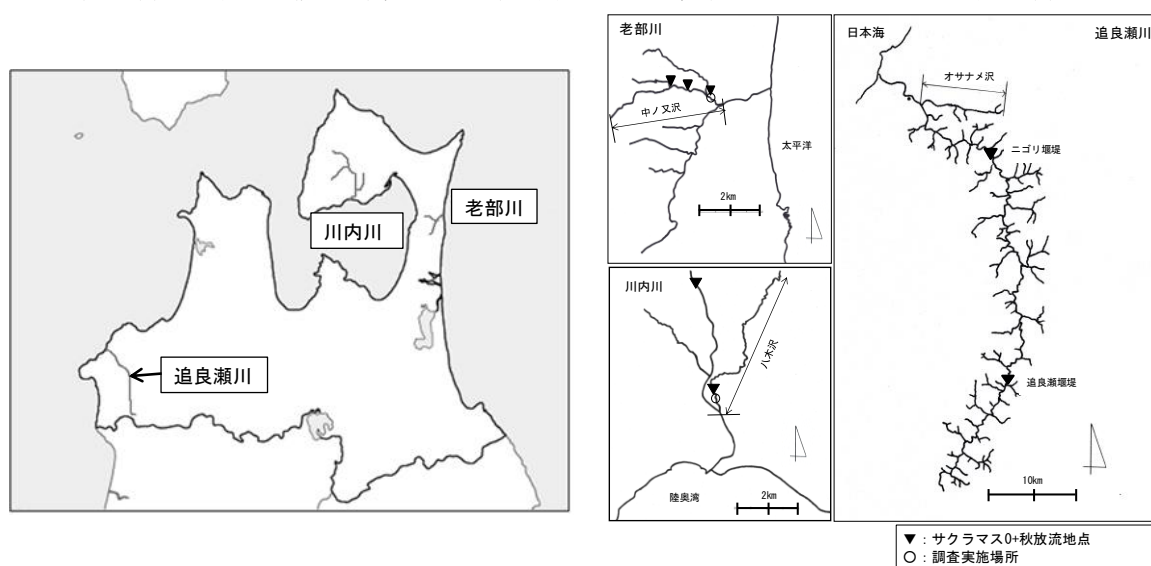 老部川
川内川
追良瀬川
老部川
中ノ又沢
太平洋
2km
川内川
八木沢
陸奥湾
2km
日本海
追良瀬川
オサナメ沢
ニゴリ堰堤
追良瀬堰堤
10km
▼：サクラマス0+秋放流地点
○：調査実施場所